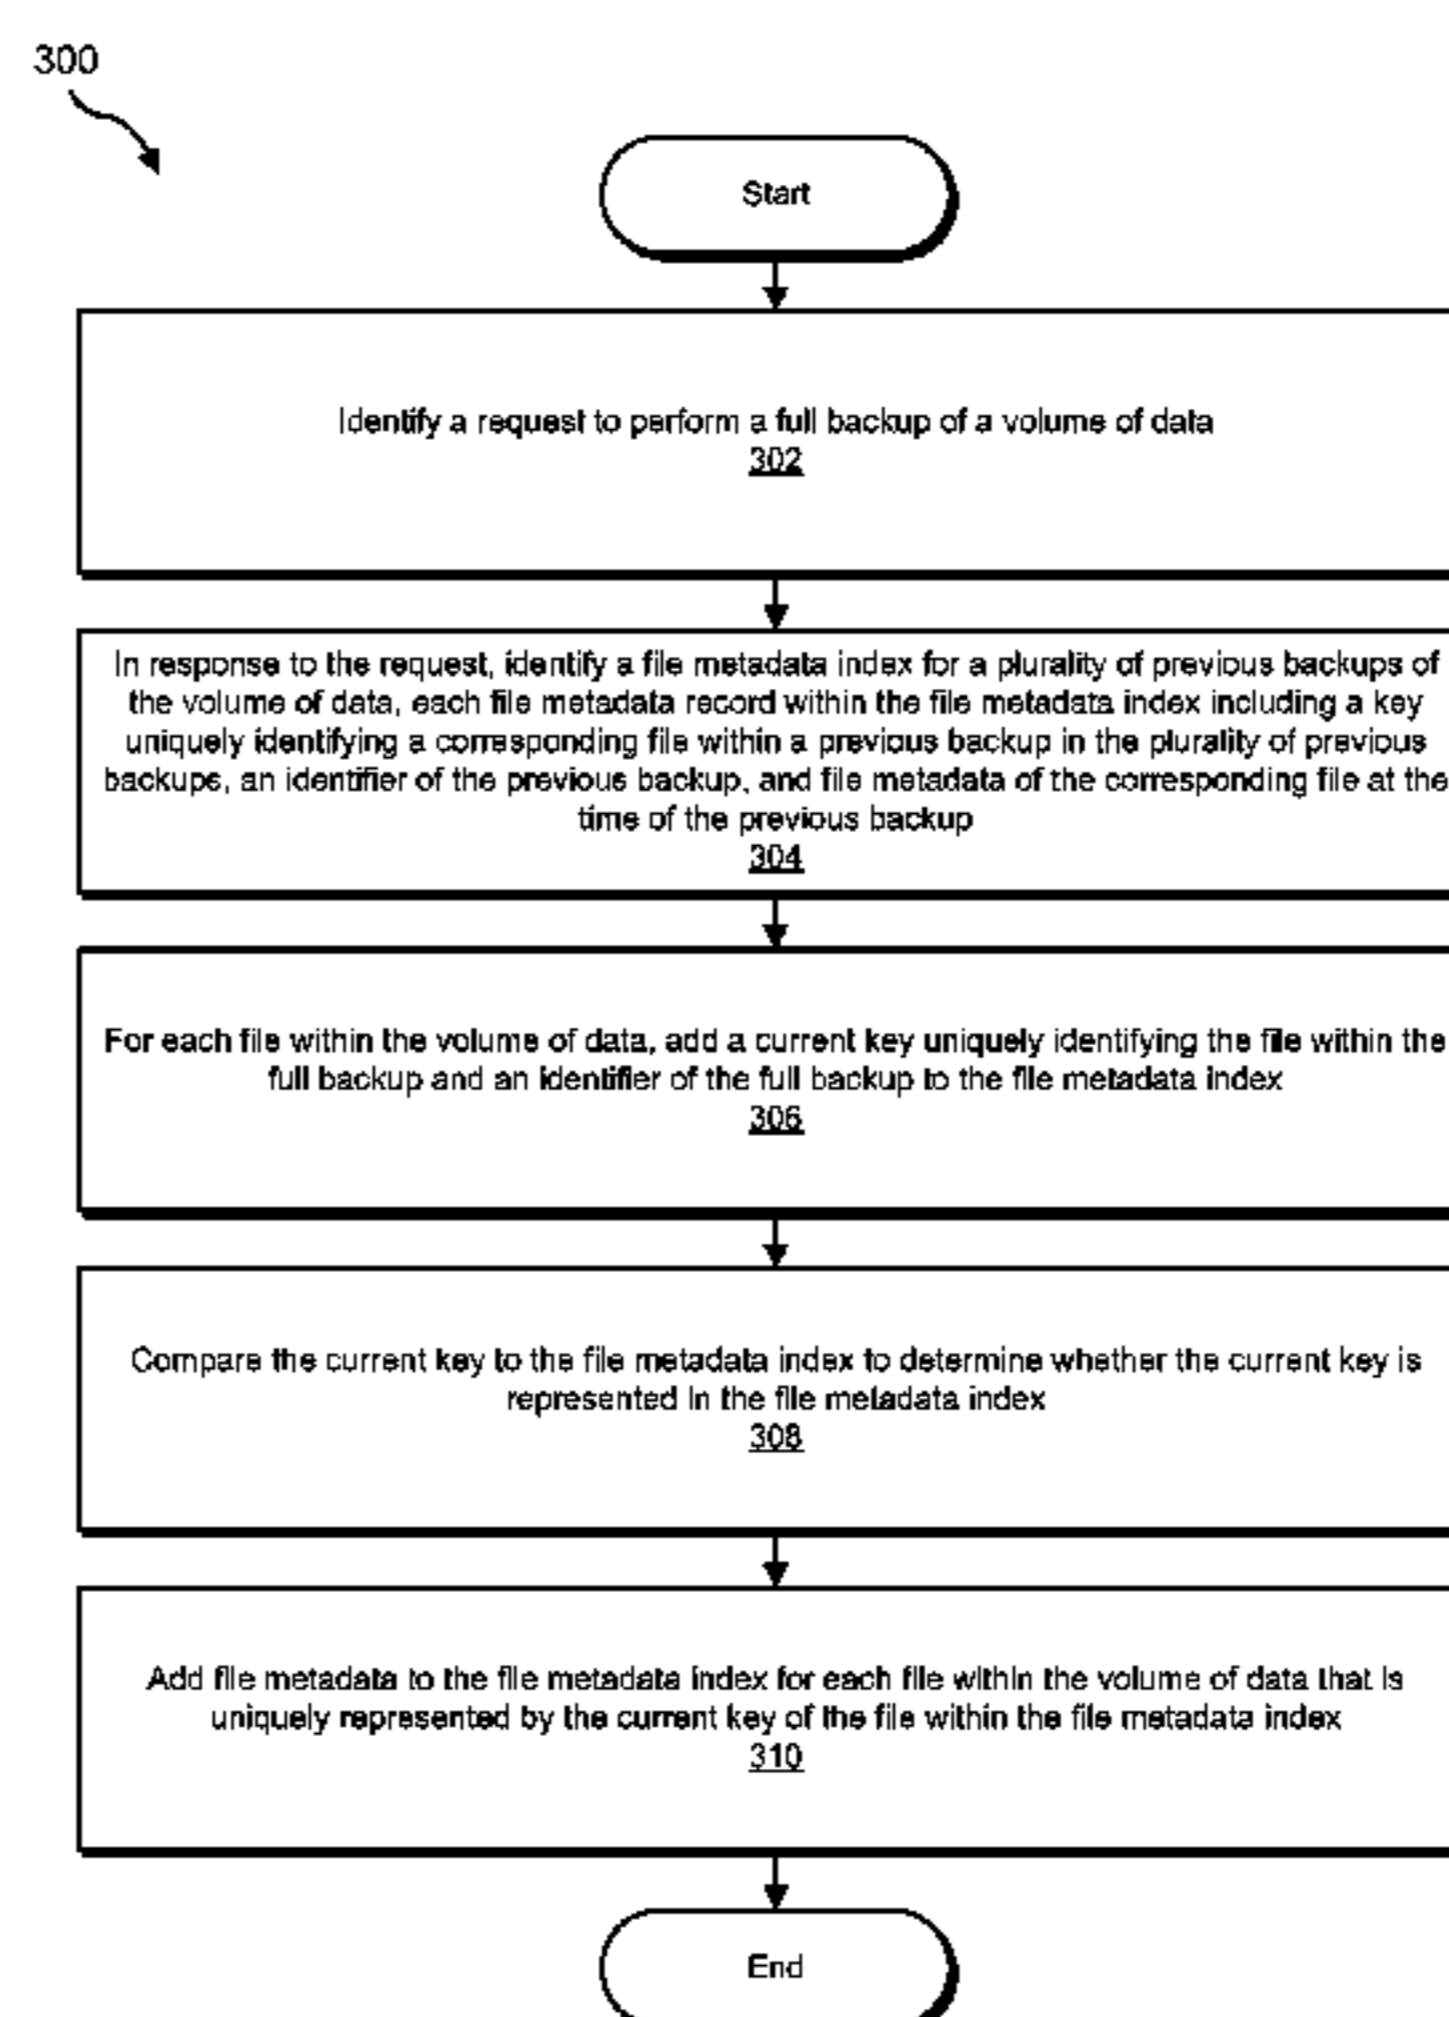 300
Start
Identify a request to perform a full backup of a volume of data
302
In response to the request, identify a file metadata index for a plurality of previous backups of
the volume of data, each file metadata record within the file metadata index including a key
uniquely identifying a corresponding file within a previous backup in the plurality of previous
backups, an identifier of the previous backup, and file metadata of the corresponding file at the
time of the previous backup
304
For each file within the volume of data, add a current key uniquely identifying the file within the
full backup and an identifier of the full backup to the file metadata index
306
Compare the current key to the file metadata index to determine whether the current key is
represented in the file metadata index
308
Add file metadata to the file metadata index for each file within the volume of data that is
uniquely represented by the current key of the file within the file metadata index
310
End